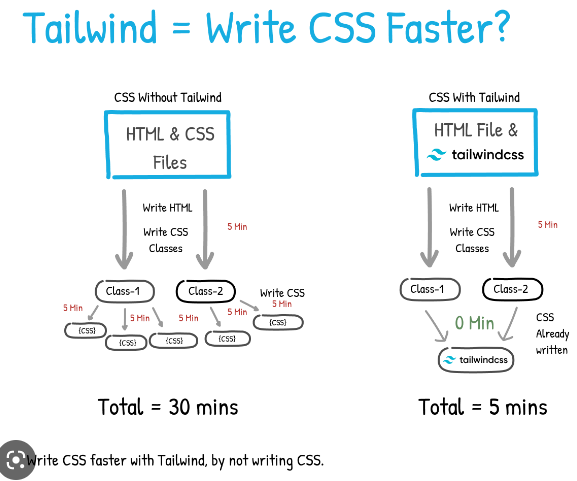 Tailwind = Write CSS Faster?
CSS Without Tailwind
HTML & CSS
Files
Write HTML
Write CSS
Classes
5 Min
Class-1
Class-2
Write CSS
5 Min
5 Min
5 Min
5 Min
5 Min
{CSS}
{CSS}
{CSS}
{CSS}
{CSS}
Total = 30 mins
CSS With Tailwind
HTML File &
tailwindcss
Write HTML
Write CSS
Classes
5 Min
Class-1
Class-2
0 Min
CSS
Already
written
tailwindcss
Total = 5 mins
Write CSS faster with Tailwind, by not writing CSS.